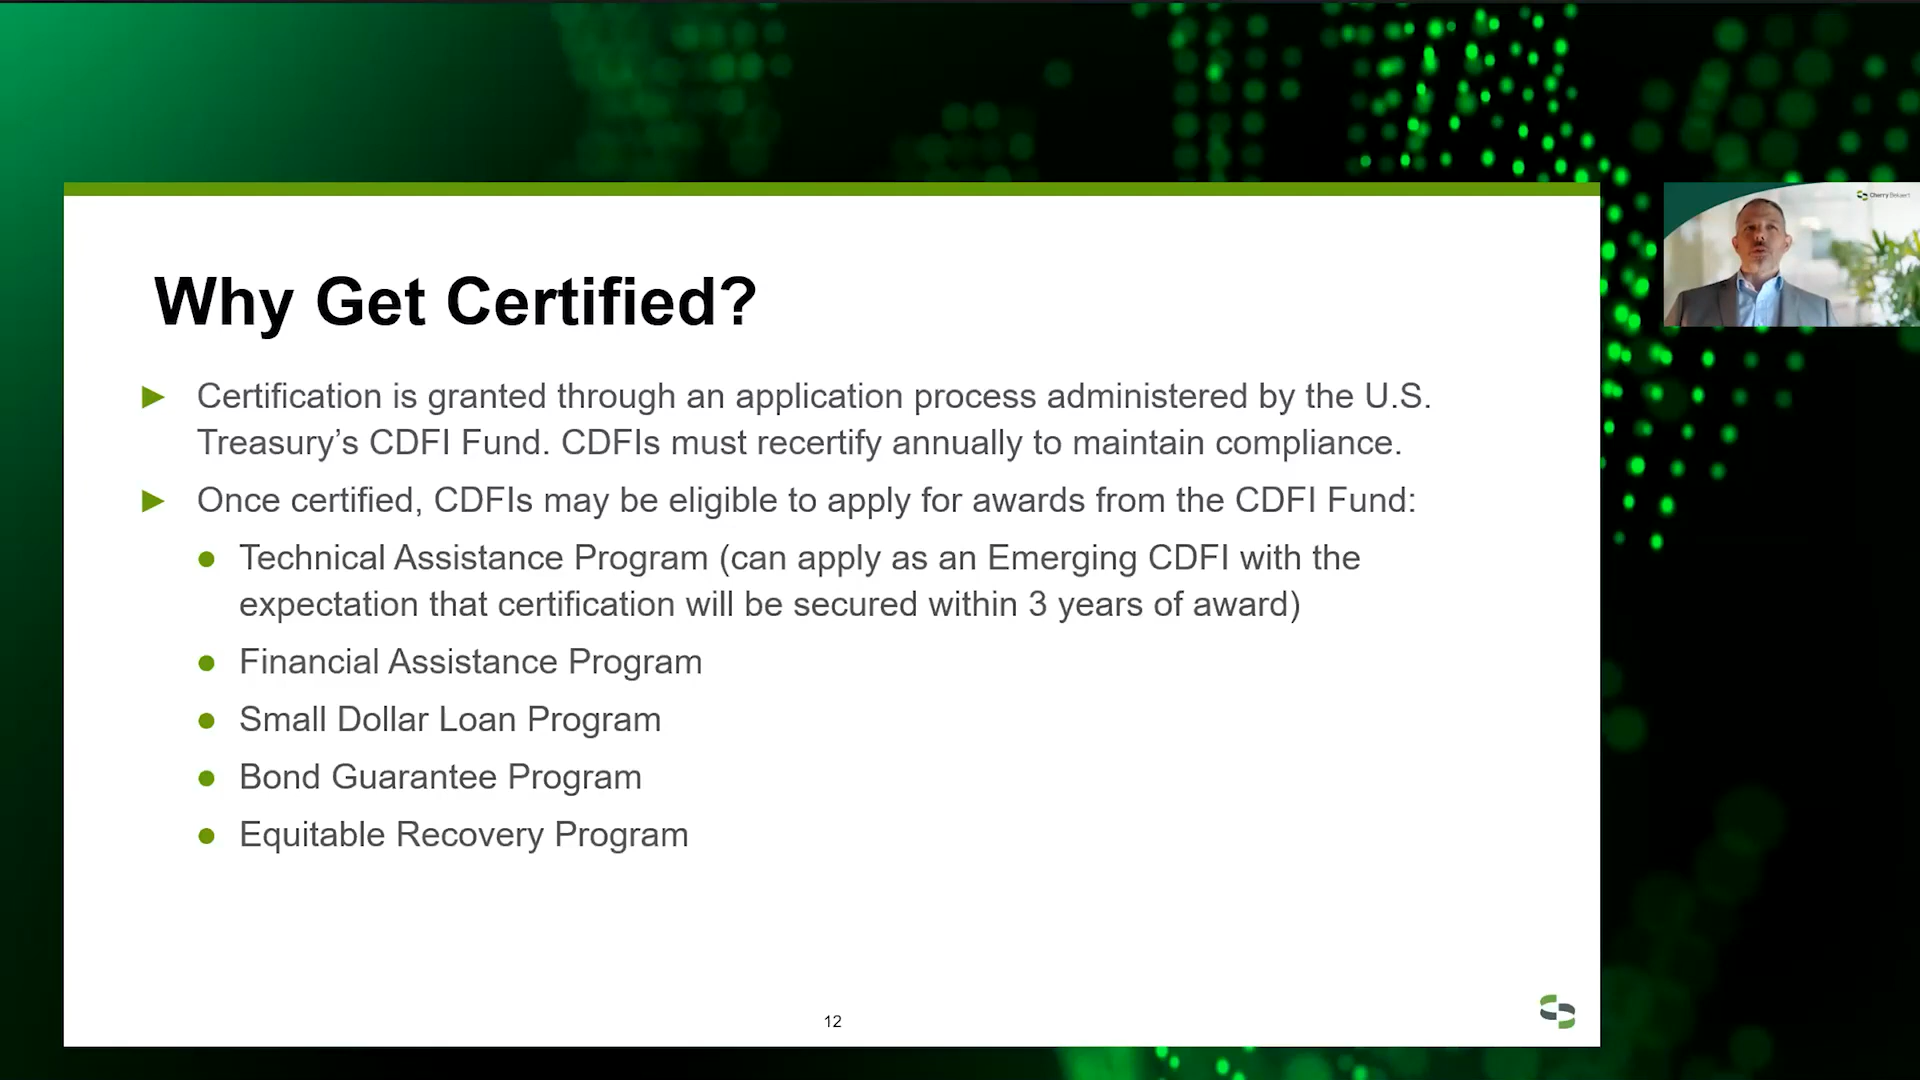 Why Get Certified?
► Certification is granted through an application process administered by the U.S.
Treasury’s CDFI Fund. CDFIs must recertify annually to maintain compliance.
► Once certified, CDFIs may be eligible to apply for awards from the CDFI Fund:
● Technical Assistance Program (can apply as an Emerging CDFI with the
expectation that certification will be secured within 3 years of award)
● Financial Assistance Program
● Small Dollar Loan Program
● Bond Guarantee Program
● Equitable Recovery Program
12
Cherry Bekaert